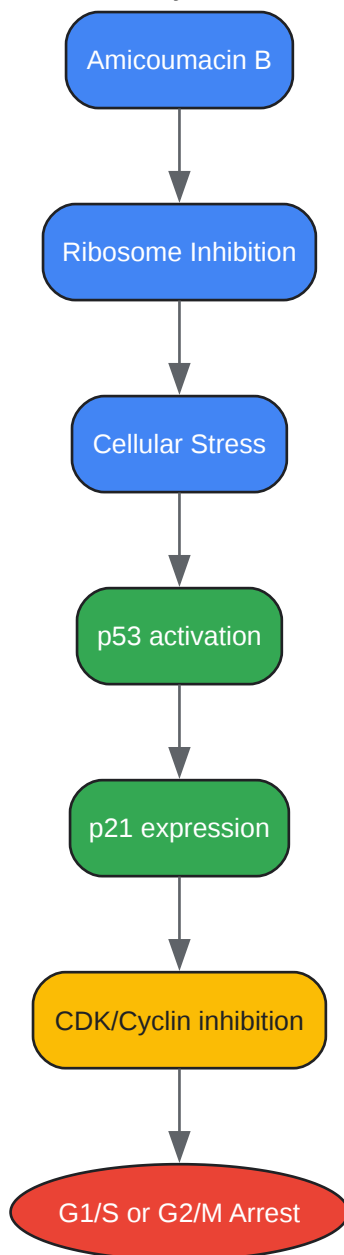 Amicoumacin B
Ribosome Inhibition
Cellular Stress
p53 activation
p21 expression
CDK/Cyclin inhibition
G1/S or G2/M Arrest